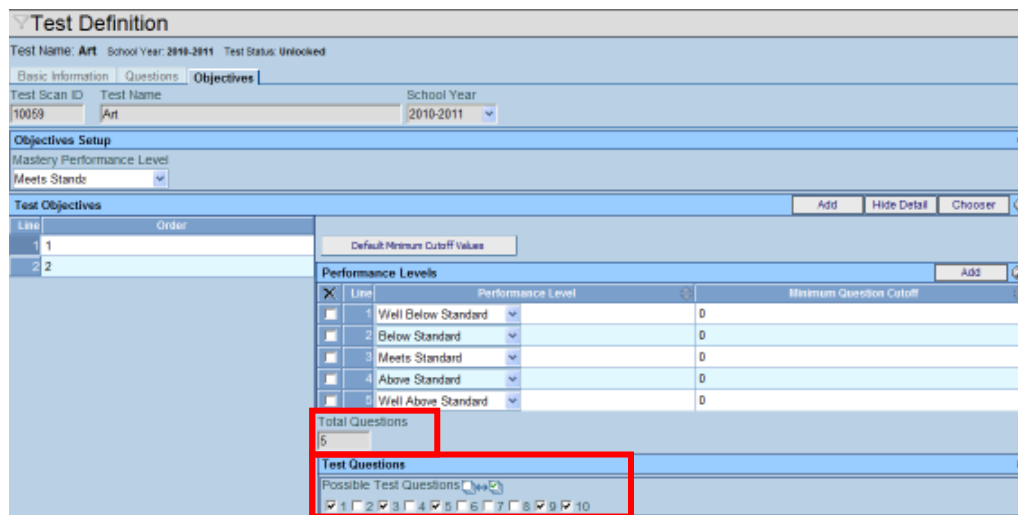 Test Definition
Test Name: Art School Year: 2010-2011 Test Status: Unlocked
Basic Information Questions Objectives
Test Scan ID Test Name School Year
10059 Art 2010-2011
Objectives Setup
Mastery Performance Level
Meets Standa
Test Objectives Add Hide Detail Chooser
Line Order
1 1
2 2
Default Minimum Cutoff Values
Performance Levels Add
X Line Performance Level Minimum Question Cutoff
1 Well Below Standard 0
2 Below Standard 0
3 Meets Standard 0
4 Above Standard 0
5 Well Above Standard 0
Total Questions
5
Test Questions
Possible Test Questions
1 2 3 4 5 6 7 8 9 10